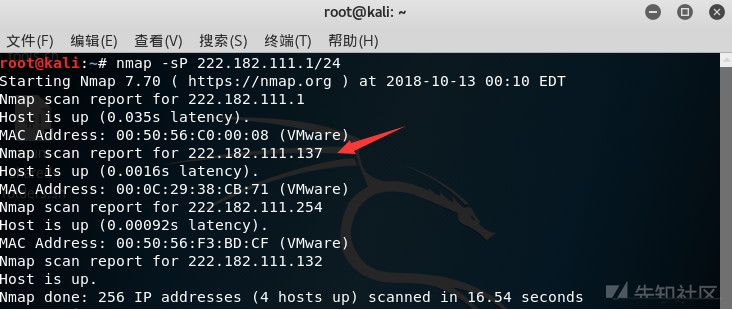 root@kali: ~
文件(F) 编辑(E) 查看(V) 搜索(S) 终端(T) 帮助(H)
root@kali:~# nmap -sP 222.182.111.1/24
Starting Nmap 7.70 ( https://nmap.org ) at 2018-10-13 00:10 EDT
Nmap scan report for 222.182.111.1
Host is up (0.035s latency).
MAC Address: 00:50:56:C0:00:08 (VMware)
Nmap scan report for 222.182.111.137
Host is up (0.0016s latency).
MAC Address: 00:0C:29:38:CB:71 (VMware)
Nmap scan report for 222.182.111.254
Host is up (0.00092s latency).
MAC Address: 00:50:56:F3:BD:CF (VMware)
Nmap scan report for 222.182.111.132
Host is up.
Nmap done: 256 IP addresses (4 hosts up) scanned in 16.54 seconds
先知社区